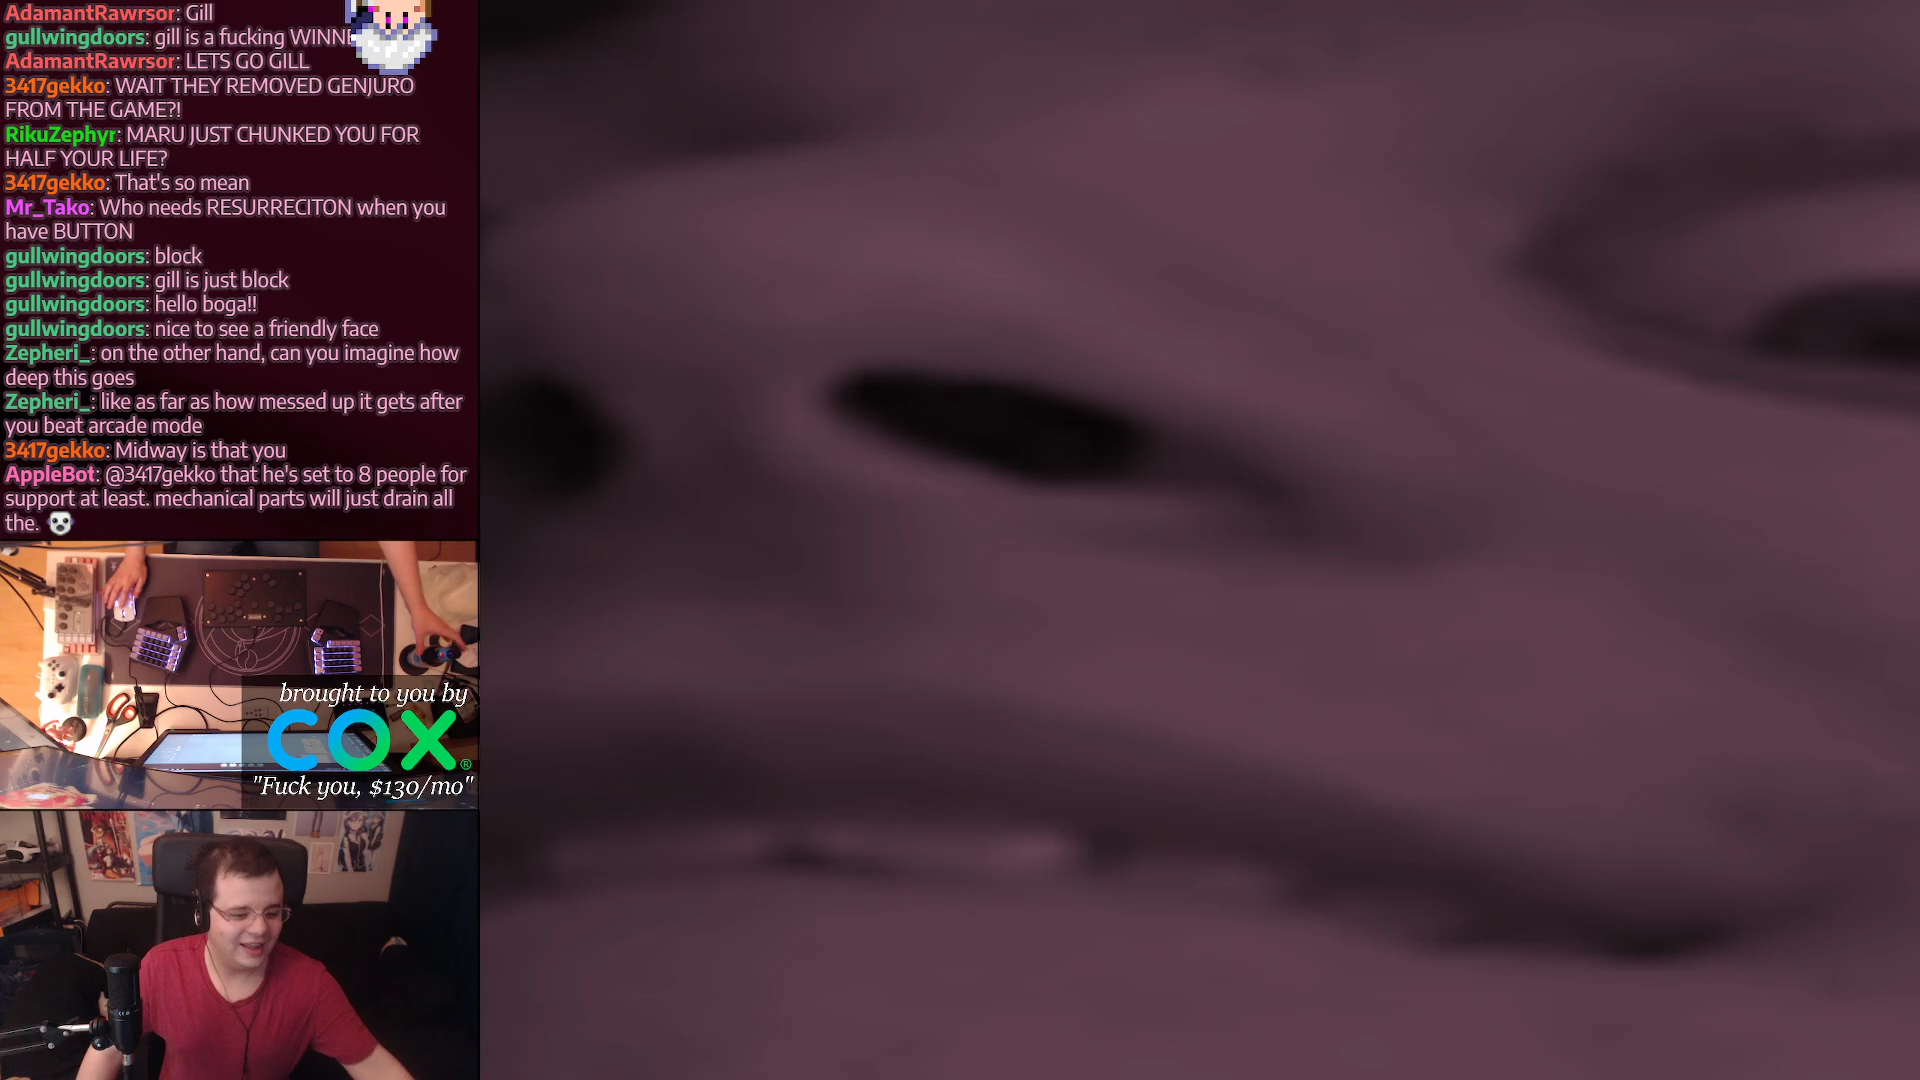 AdamantRawrsor: Gill
gullwingdoors: gill is a fucking WINNE
AdamantRawrsor: LETS GO GILL
3417gekko: WAIT THEY REMOVED GENJURO
FROM THE GAME?!
RikuZephyr: MARU JUST CHUNKED YOU FOR
HALF YOUR LIFE?
3417gekko: That's so mean
Mr_Tako: Who needs RESURRECITON when you
have BUTTON
gullwingdoors: block
gullwingdoors: gill is just block
gullwingdoors: hello boga!!
gullwingdoors: nice to see a friendly face
Zepheri_: on the other hand, can you imagine how
deep this goes
Zepheri_: like as far as how messed up it gets after
you beat arcade mode
3417gekko: Midway is that you
AppleBot: @3417gekko that he's set to 8 people for
support at least. mechanical parts will just drain all
the.
brought to you by
COX®
"Fuck you, $130/mo"